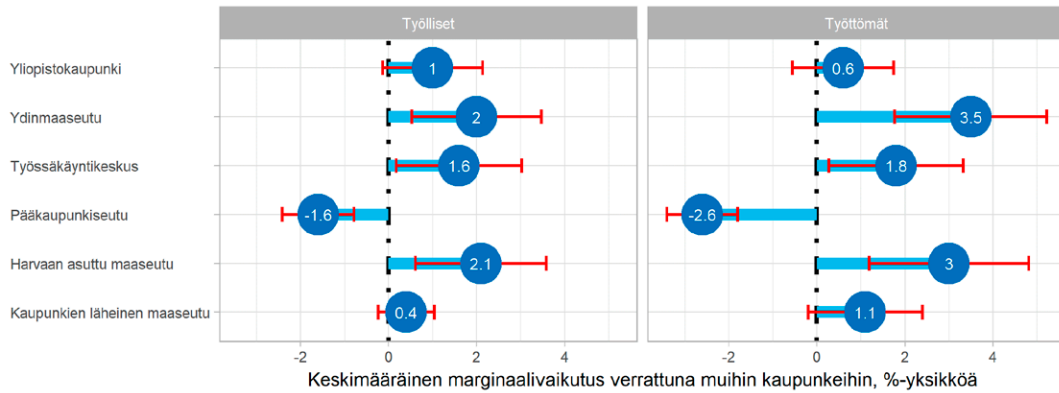 Työlliset Työttömät
Yliopistokaupunki 1 0.6
Ydinmaaseutu 2 3.5
Työssäkäyntikeskus 1.6 1.8
Pääkaupunkiseutu -1.6 -2.6
Harvaan asuttu maaseutu 2.1 3
Kaupunkien läheinen maaseutu 0.4 1.1
-2 0 2 4 -2 0 2 4
Keskimääräinen marginaalivaikutus verrattuna muihin kaupunkeihin, %-yksikköä